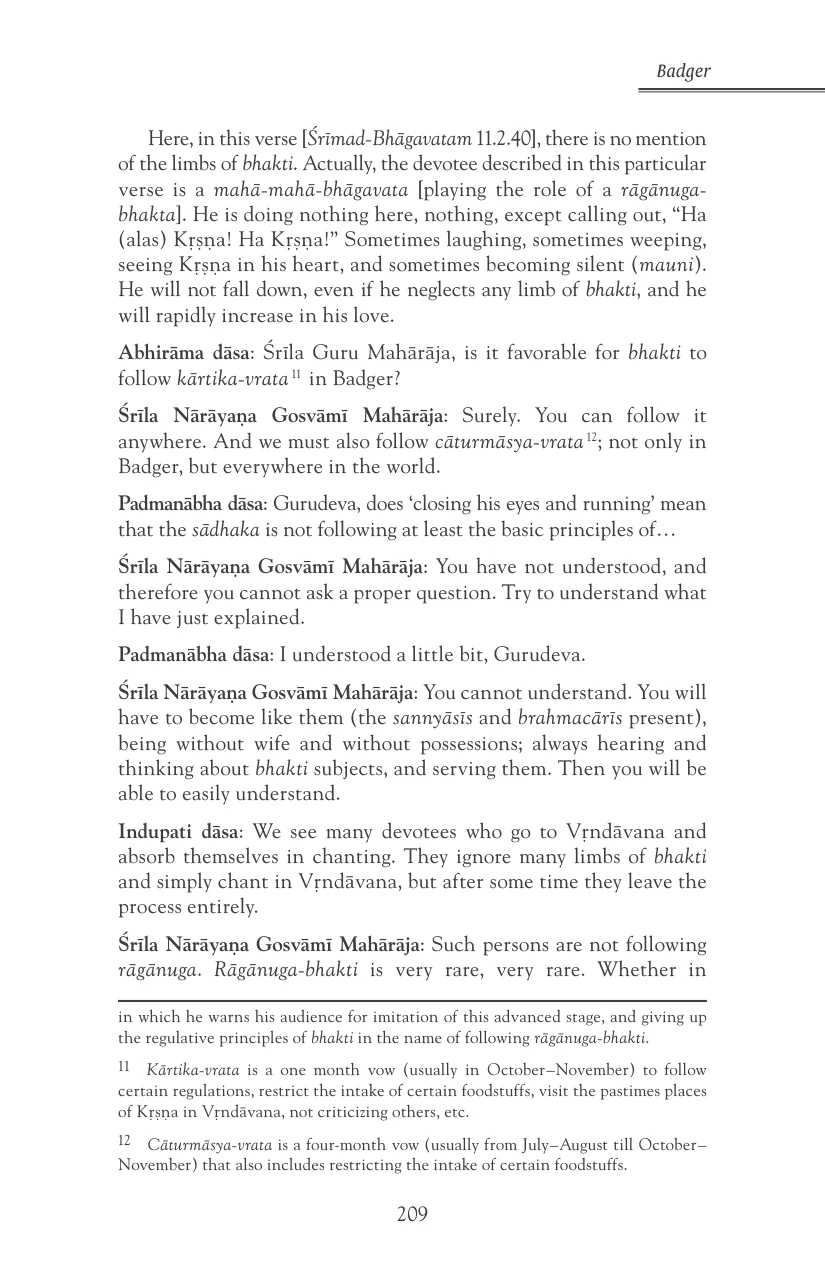 Badger
Here, in this verse [Śrīmad-Bhāgavatam 11.2.40], there is no mention
of the limbs of bhakti. Actually, the devotee described in this particular
verse is a mahā-mahā-bhāgavata [playing the role of a rāgānuga-
bhakta]. He is doing nothing here, nothing, except calling out, “Ha
(alas) Kṛṣṇa! Ha Kṛṣṇa!” Sometimes laughing, sometimes weeping,
seeing Kṛṣṇa in his heart, and sometimes becoming silent (mauni).
He will not fall down, even if he neglects any limb of bhakti, and he
will rapidly increase in his love.
Abhirāma dāsa: Śrīla Guru Mahārāja, is it favorable for bhakti to
follow kārtika-vrata 11 in Badger?
Śrīla Nārāyaṇa Gosvāmī Mahārāja: Surely. You can follow it
anywhere. And we must also follow cāturmāsya-vrata 12; not only in
Badger, but everywhere in the world.
Padmanābha dāsa: Gurudeva, does ‘closing his eyes and running’ mean
that the sādhaka is not following at least the basic principles of…
Śrīla Nārāyaṇa Gosvāmī Mahārāja: You have not understood, and
therefore you cannot ask a proper question. Try to understand what
I have just explained.
Padmanābha dāsa: I understood a little bit, Gurudeva.
Śrīla Nārāyaṇa Gosvāmī Mahārāja: You cannot understand. You will
have to become like them (the sannyāsīs and brahmacārīs present),
being without wife and without possessions; always hearing and
thinking about bhakti subjects, and serving them. Then you will be
able to easily understand.
Indupati dāsa: We see many devotees who go to Vṛndāvana and
absorb themselves in chanting. They ignore many limbs of bhakti
and simply chant in Vṛndāvana, but after some time they leave the
process entirely.
Śrīla Nārāyaṇa Gosvāmī Mahārāja: Such persons are not following
rāgānuga. Rāgānuga-bhakti is very rare, very rare. Whether in
in which he warns his audience for imitation of this advanced stage, and giving up
the regulative principles of bhakti in the name of following rāgānuga-bhakti.
11 Kārtika-vrata is a one month vow (usually in October–November) to follow
certain regulations, restrict the intake of certain foodstuffs, visit the pastimes places
of Kṛṣṇa in Vṛndāvana, not criticizing others, etc.
12 Cāturmāsya-vrata is a four-month vow (usually from July–August till October–
November) that also includes restricting the intake of certain foodstuffs.
209